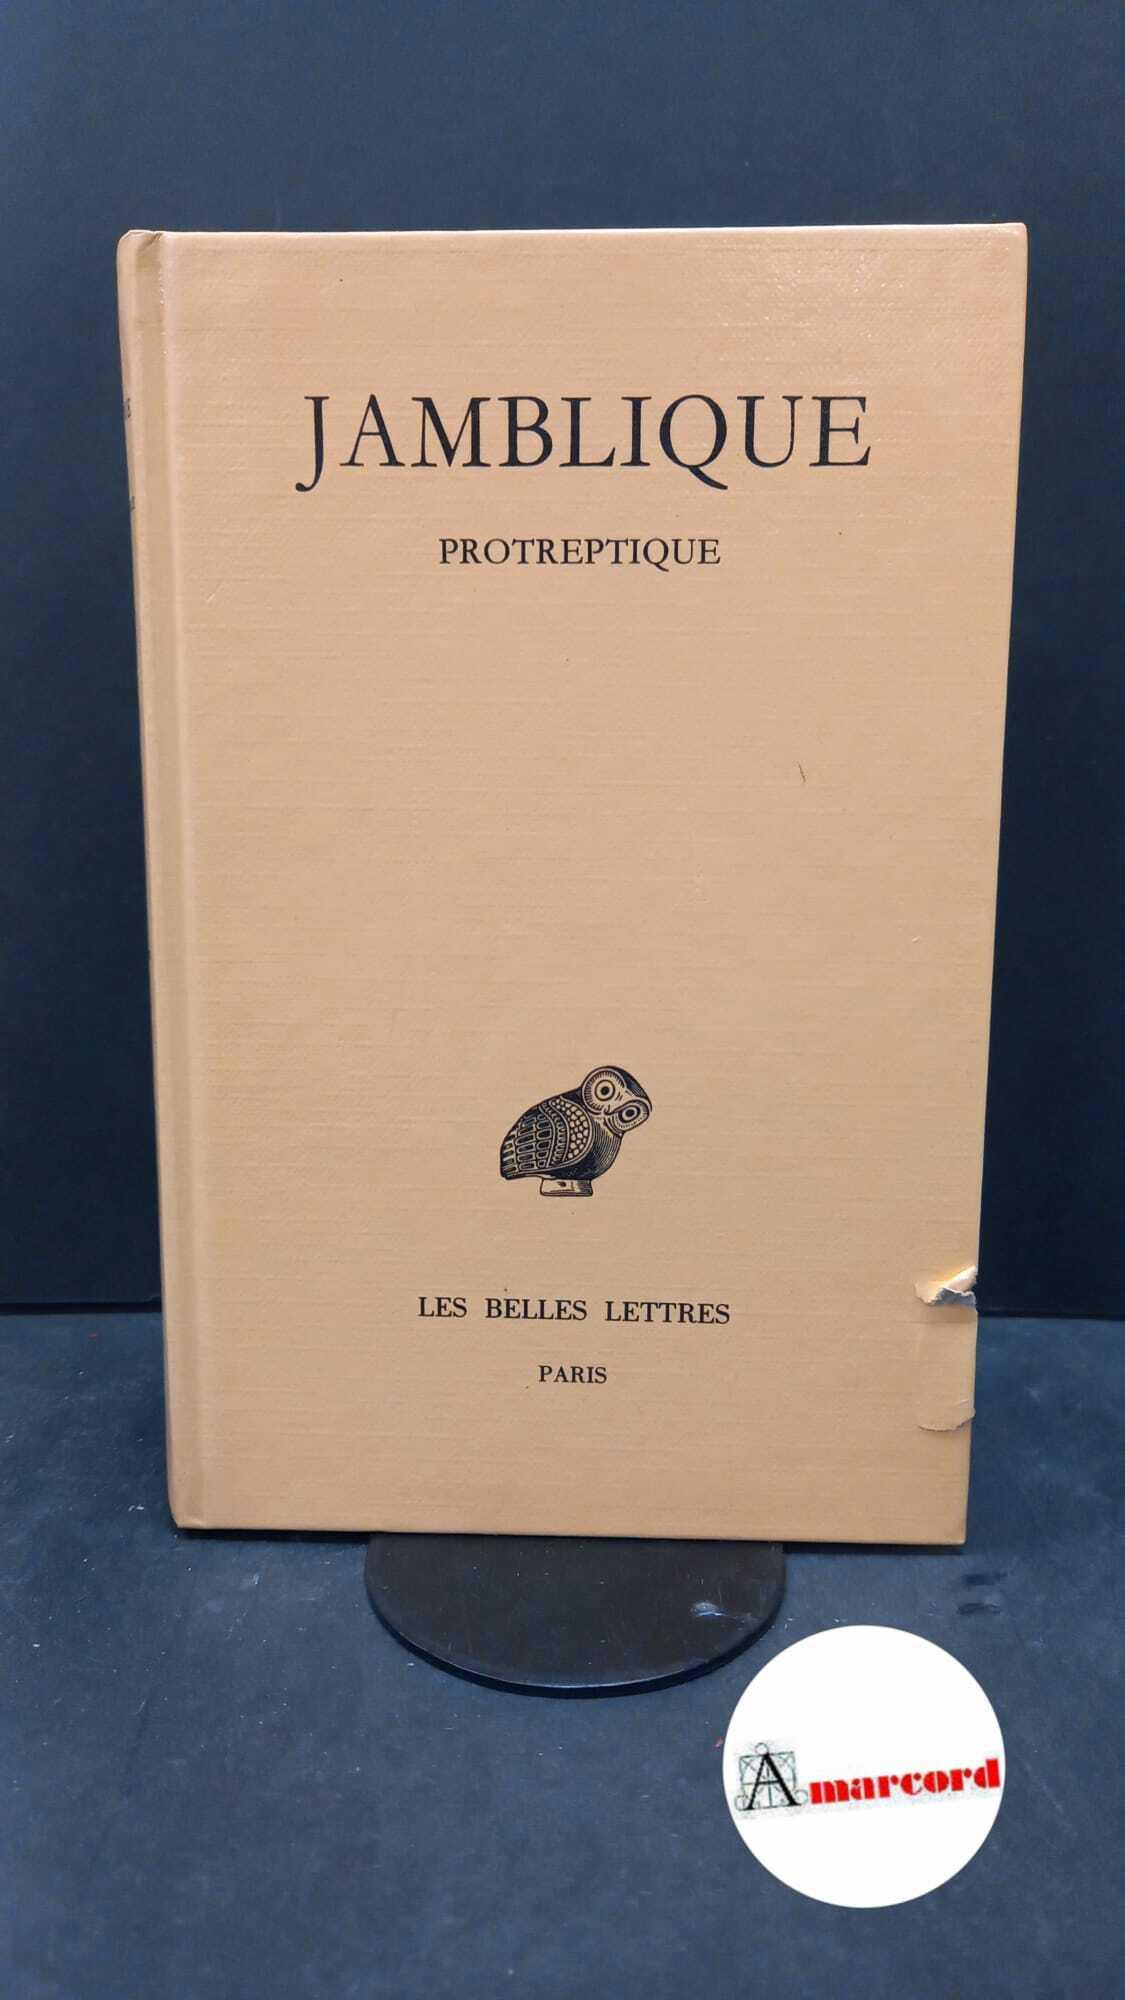 JAMBLIQUE
PROTREPTIQUE
LES BELLES LETTRES
PARIS
Amarcord